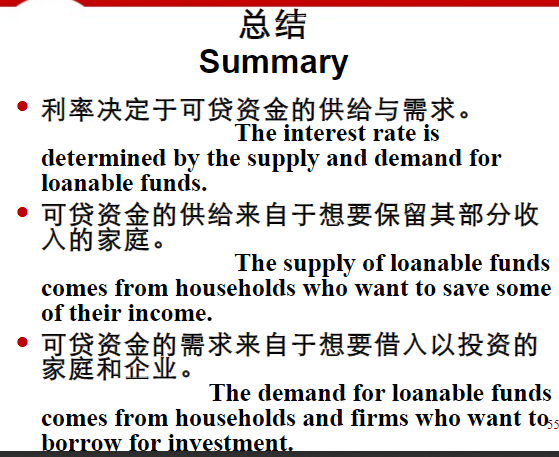 总结
Summary
利率决定于可贷资金的供给与需求。
The interest rate is
determined by the supply and demand for
loanable funds.
可贷资金的供给来自于想要保留其部分收
入的家庭。
The supply of loanable funds
comes from households who want to save some
of their income.
可贷资金的需求来自于想要借入以投资的
家庭和企业。
The demand for loanable funds
comes from households and firms who want to
borrow for investment.
55